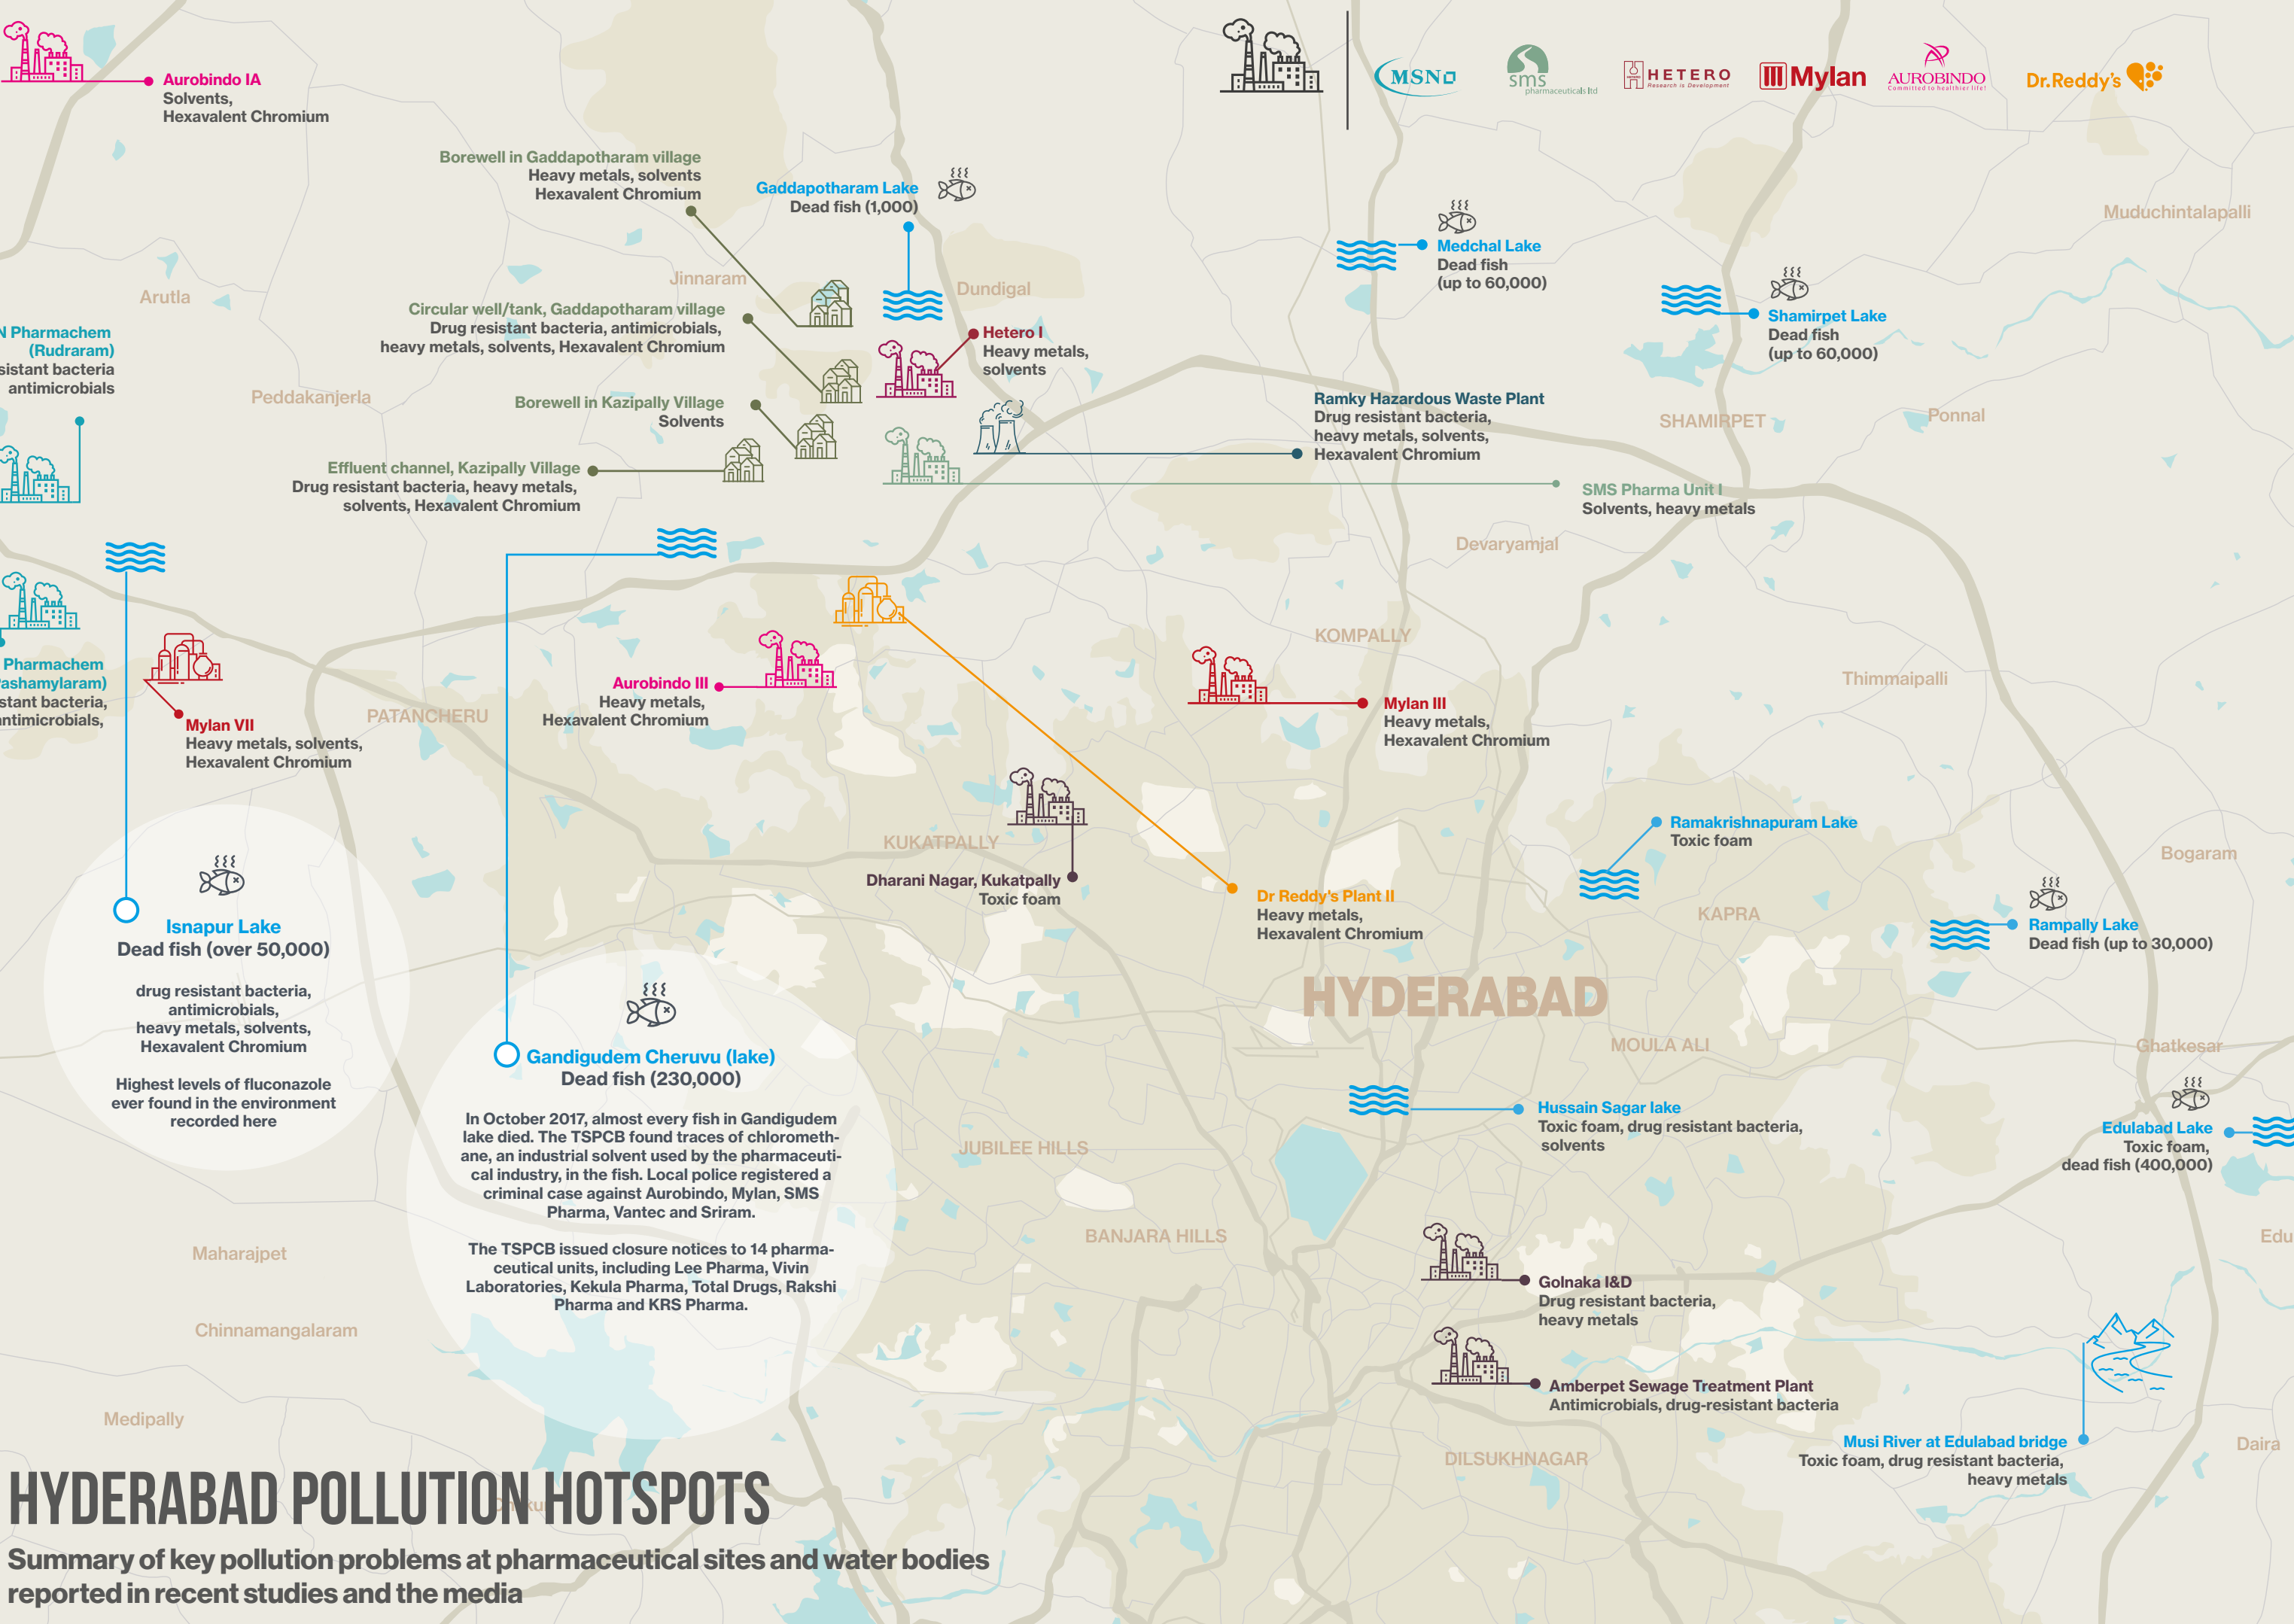 MSN
sms
pharmaceuticals ltd
HETERO
Research is Development
Mylan
AUROBINDO
Committed to healthier life!
Dr.Reddy's
Aurobindo IA
Solvents,
Hexavalent Chromium
Borewell in Gaddapotharam village
Heavy metals, solvents
Hexavalent Chromium
Gaddapotharam Lake
Dead fish (1,000)
Medchal Lake
Dead fish
(up to 60,000)
Muduchintalapalli
Jinnaram
Dundigal
Arutla
Shamirpet Lake
Dead fish
(up to 60,000)
Circular well/tank, Gaddapotharam village
Drug resistant bacteria, antimicrobials,
heavy metals, solvents, Hexavalent Chromium
Hetero I
Heavy metals,
solvents
N Pharmachem
(Rudraram)
sistant bacteria
antimicrobials
Peddakanjerla
Borewell in Kazipally Village
Solvents
Ramky Hazardous Waste Plant
Drug resistant bacteria,
heavy metals, solvents,
Hexavalent Chromium
SHAMIRPET
Ponnal
Effluent channel, Kazipally Village
Drug resistant bacteria, heavy metals,
solvents, Hexavalent Chromium
SMS Pharma Unit I
Solvents, heavy metals
Devaryamjal
KOMPALLY
Pharmachem
ashamylaram)
stant bacteria,
antimicrobials,
Mylan VII
Heavy metals, solvents,
Hexavalent Chromium
PATANCHERU
Aurobindo III
Heavy metals,
Hexavalent Chromium
Mylan III
Heavy metals,
Hexavalent Chromium
Thimmaipalli
KUKATPALLY
Dharani Nagar, Kukatpally
Toxic foam
Dr Reddy's Plant II
Heavy metals,
Hexavalent Chromium
Ramakrishnapuram Lake
Toxic foam
Bogaram
KAPRA
Rampally Lake
Dead fish (up to 30,000)
Isnapur Lake
Dead fish (over 50,000)
drug resistant bacteria,
antimicrobials,
heavy metals, solvents,
Hexavalent Chromium
Highest levels of fluconazole
ever found in the environment
recorded here
HYDERABAD
MOULA ALI
Ghatkesar
Gandigudem Cheruvu (lake)
Dead fish (230,000)
In October 2017, almost every fish in Gandigudem
lake died. The TSPCB found traces of chlorometh-
ane, an industrial solvent used by the pharmaceuti-
cal industry, in the fish. Local police registered a
criminal case against Aurobindo, Mylan, SMS
Pharma, Vantec and Sriram.
The TSPCB issued closure notices to 14 pharma-
ceutical units, including Lee Pharma, Vivin
Laboratories, Kekula Pharma, Total Drugs, Rakshi
Pharma and KRS Pharma.
Hussain Sagar lake
Toxic foam, drug resistant bacteria,
solvents
Edulabad Lake
Toxic foam,
dead fish (400,000)
JUBILEE HILLS
BANJARA HILLS
Edu
Maharajpet
Chinnamangalaram
Golnaka I&D
Drug resistant bacteria,
heavy metals
Amberpet Sewage Treatment Plant
Antimicrobials, drug-resistant bacteria
Medipally
DILSUKHNAGAR
Musi River at Edulabad bridge
Toxic foam, drug resistant bacteria,
heavy metals
Daira
HYDERABAD POLLUTION HOTSPOTS
Summary of key pollution problems at pharmaceutical sites and water bodies
reported in recent studies and the media